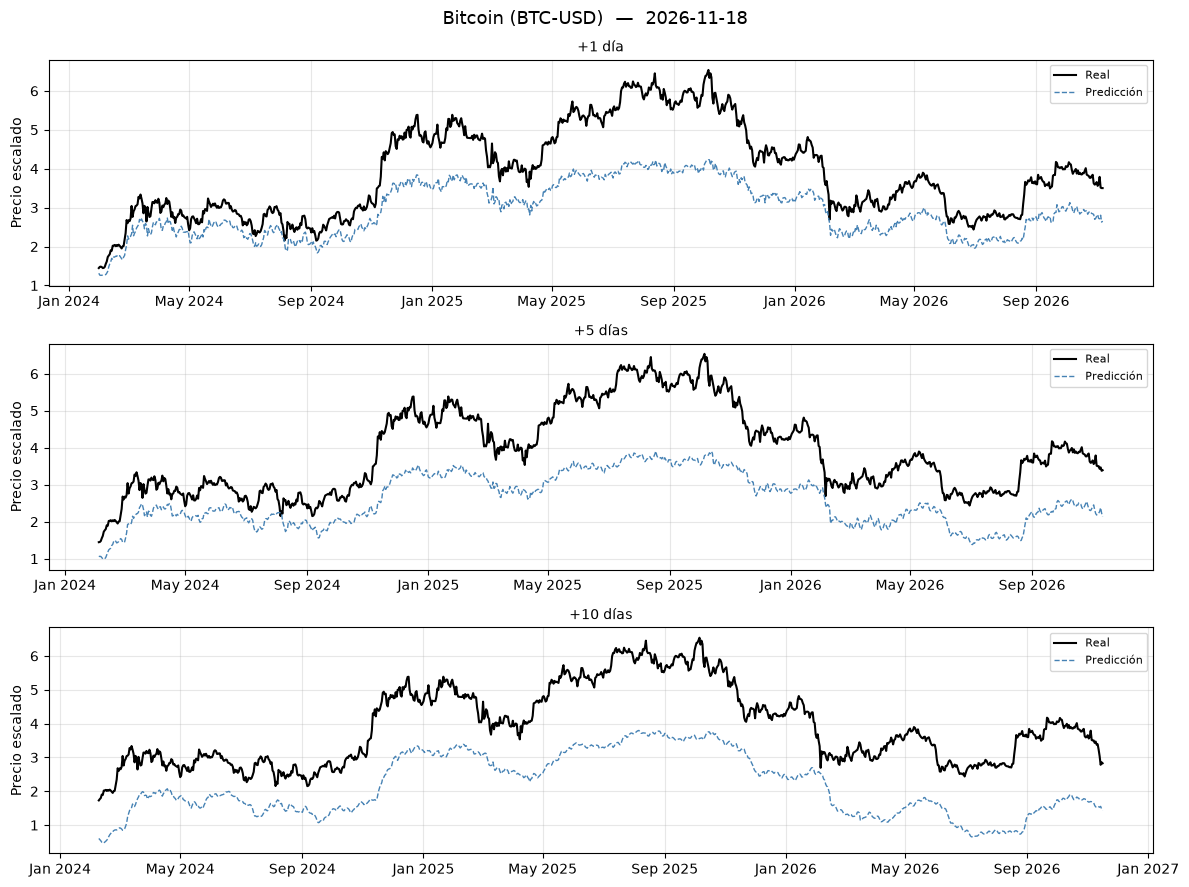 Bitcoin (BTC-USD) — 2026-11-18
+1 día
Precio escalado
6
5
4
3
2
1
Real
Predicción
Jan 2024 May 2024 Sep 2024 Jan 2025 May 2025 Sep 2025 Jan 2026 May 2026 Sep 2026
+5 días
Precio escalado
6
5
4
3
2
1
Real
Predicción
Jan 2024 May 2024 Sep 2024 Jan 2025 May 2025 Sep 2025 Jan 2026 May 2026 Sep 2026
+10 días
Precio escalado
6
5
4
3
2
1
Real
Predicción
Jan 2024 May 2024 Sep 2024 Jan 2025 May 2025 Sep 2025 Jan 2026 May 2026 Sep 2026 Jan 2027